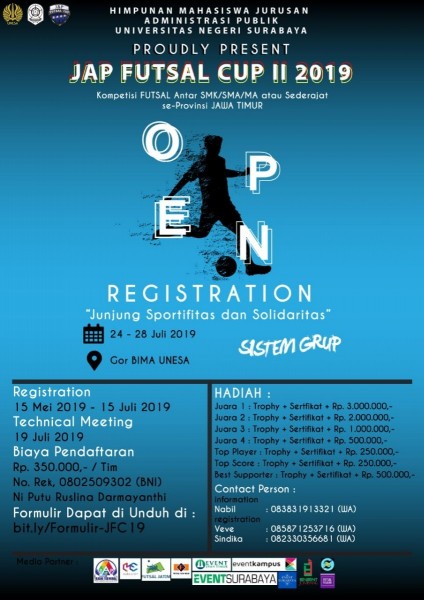 HIMPUNAN MAHASISWA JURUSAN
ADMINISTRASI PUBLIK
UNIVERSITAS NEGERI SURABAYA
PROUDLY PRESENT
JAP FUTSAL CUP II 2019
Kompetisi FUTSAL Antar SMK/SMA/MA atau Sederajat
se-Provinsi JAWA TIMUR
OPEN
REGISTRATION
"Junjung Sportifitas dan Solidaritas"
24 - 28 Juli 2019
Gor BIMA UNESA
SISTEM GRUP
Registration
15 Mei 2019 - 15 Juli 2019
Technical Meeting
19 Juli 2019
Biaya Pendaftaran
Rp. 350.000,- / Tim
No. Rek, 0802509302 (BNI)
Ni Putu Ruslina Darmayanthi
Formulir Dapat di Unduh di :
bit.ly/Formulir-JFC19
HADIAH :
Juara 1 : Trophy + Sertfikat + Rp. 3.000.000,-
Juara 2 : Trophy + Sertifikat + Rp. 2.000.000,-
Juara 3 : Trophy + Sertifikat + Rp. 1.000.000,-
Juara 4 : Trophy + Sertifikat + Rp. 500.000,-
Top Player : Trophy + Sertifikat + Rp. 250.000,-
Top Score : Trophy + Sertifikat + Rp. 250.000,-
Best Supporter : Trophy + Sertifikat + Rp. 500.000,-
Contact Person :
information
Nabil : 083831913321 (WA)
registration
Veve : 085871253716 (WA)
Sindika : 082330356681 (WA)
Media Partner :
FUTSAL JATIM
EVENT
eventkampus
EVENTSURABAYA